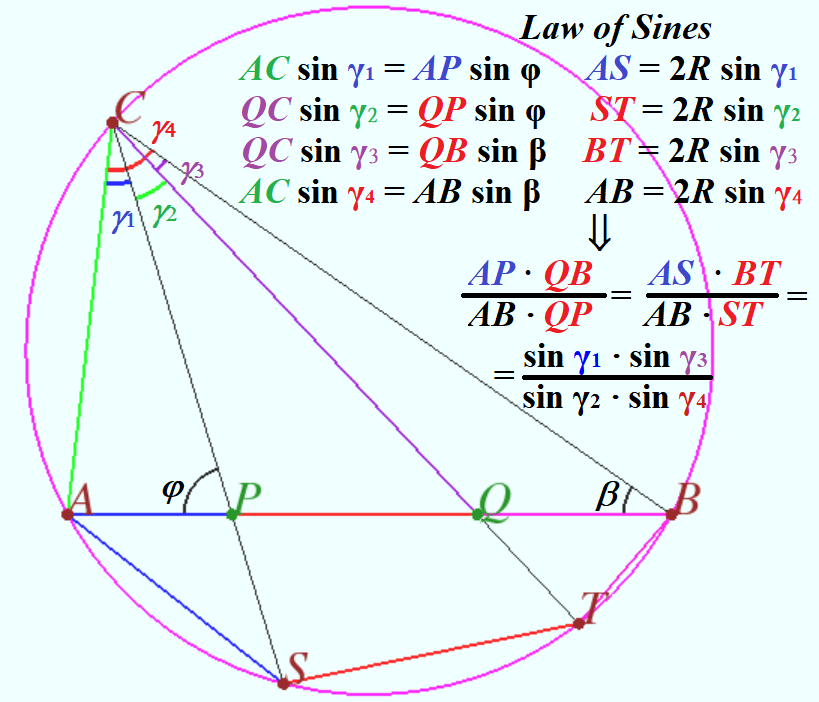 Law of Sines
AC sin γ₁ = AP sin φ AS = 2R sin γ₁
QC sin γ₂ = QP sin φ ST = 2R sin γ₂
QC sin γ₃ = QB sin β BT = 2R sin γ₃
AC sin γ₄ = AB sin β AB = 2R sin γ₄
⇓
AP · QB / AB · QP = AS · BT / AB · ST =
= sin γ₁ · sin γ₃ / sin γ₂ · sin γ₄
C
γ₄
γ₃
γ₁ γ₂
φ
β
A P Q B
T
S